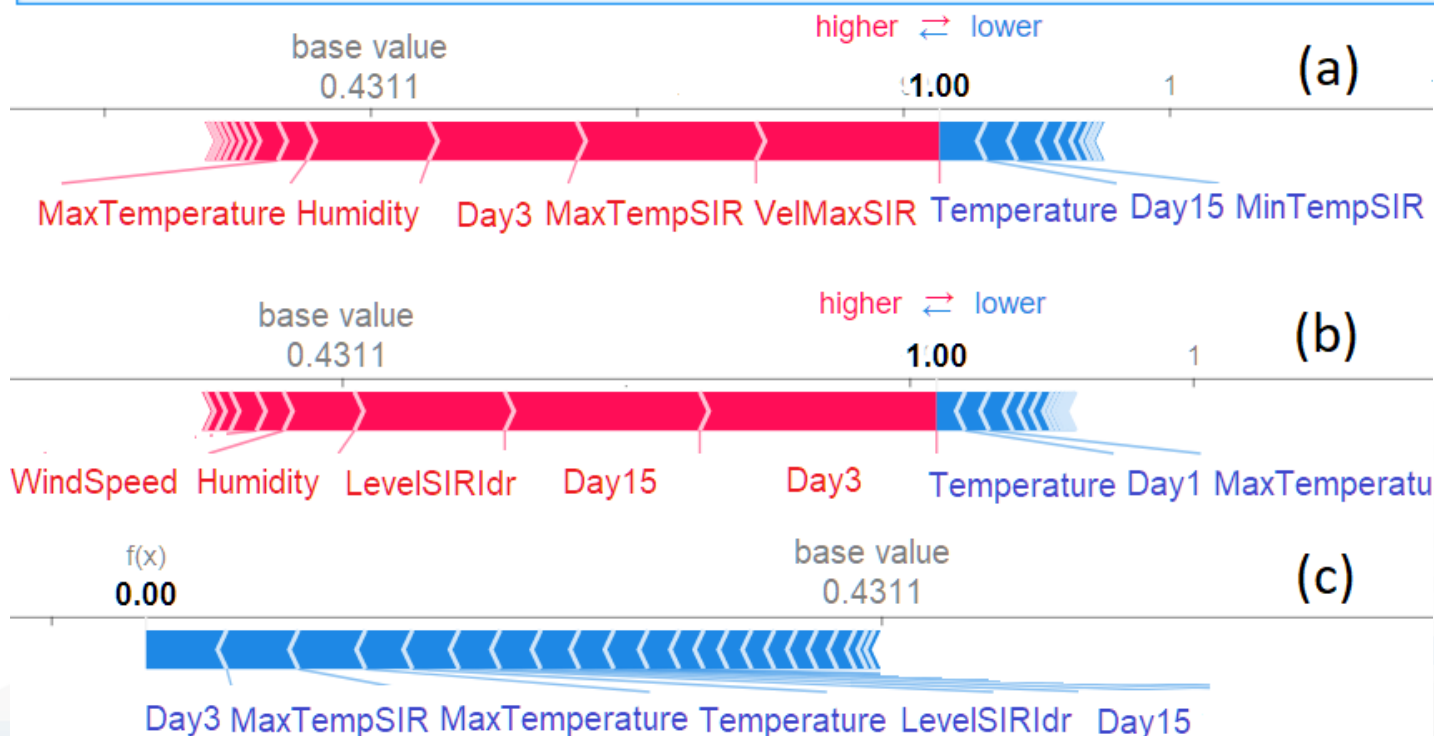 higher ⇄ lower
base value
0.4311 1.00 1 (a)
MaxTemperature Humidity Day3 MaxTempSIR VelMaxSIR Temperature Day15 MinTempSIR
higher ⇄ lower
base value
0.4311 1.00 1 (b)
WindSpeed Humidity LevelSIRIdr Day15 Day3 Temperature Day1 MaxTemperatu
f(x) base value
0.00 0.4311 (c)
Day3 MaxTempSIR MaxTemperature Temperature LevelSIRIdr Day15